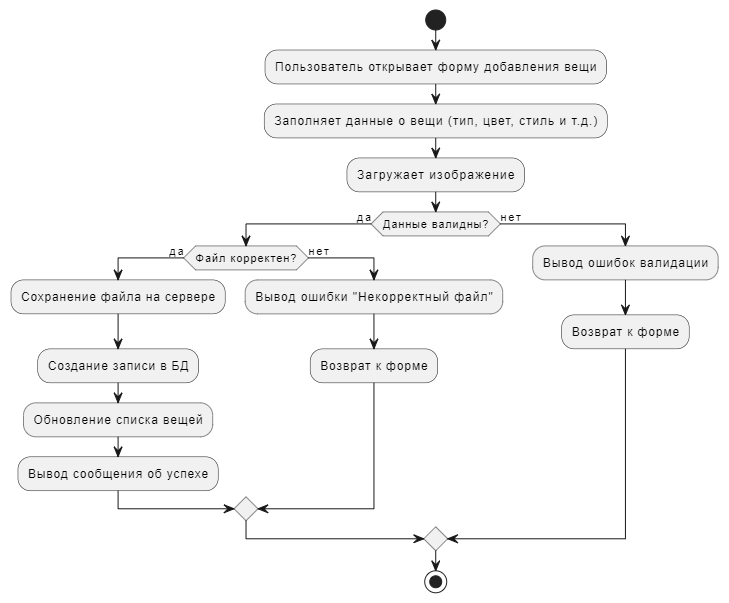 Пользователь открывает форму добавления вещи
Заполняет данные о вещи (тип, цвет, стиль и т.д.)
Загружает изображение
да
Данные валидны?
нет
да
Файл корректен?
нет
Вывод ошибок валидации
Сохранение файла на сервере
Вывод ошибки "Некорректный файл"
Возврат к форме
Создание записи в БД
Возврат к форме
Обновление списка вещей
Вывод сообщения об успехе